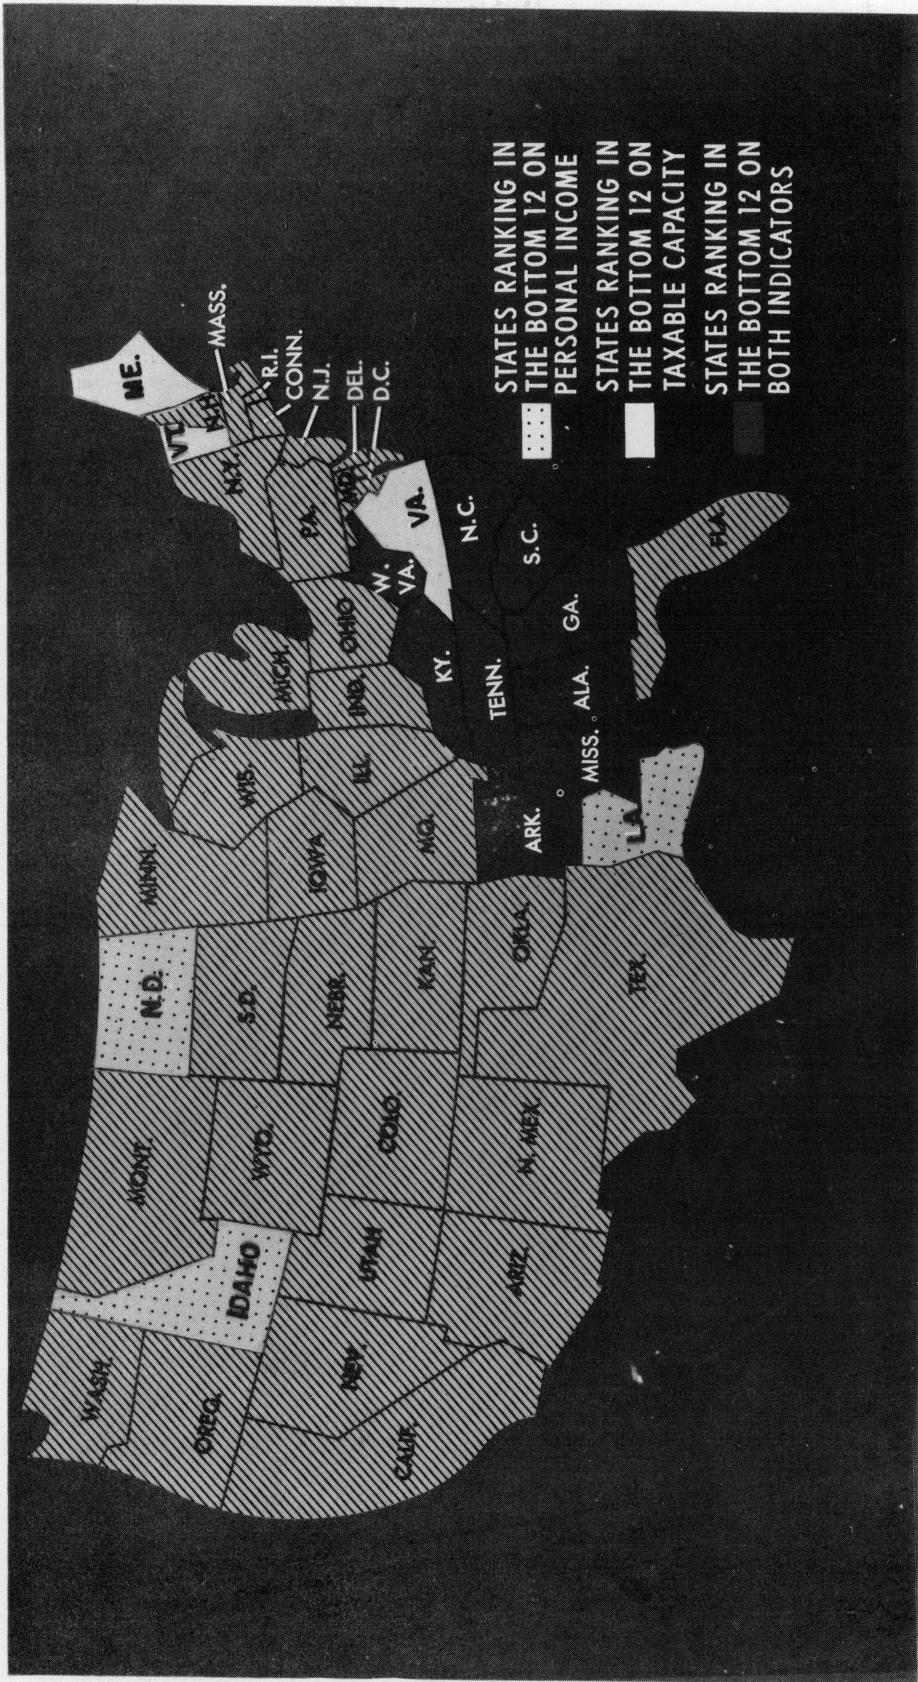 WASH.
OREG.
CALIF.
NEV.
IDAHO
MONT.
WYO.
UTAH
ARIZ.
COLO.
N. MEX.
N. D.
S.D.
NEBR.
KAN.
OKLA.
TEX.
MINN.
IOWA
MO.
ARK.
LA.
WIS.
ILL.
MICH.
IND.
OHIO
KY.
TENN.
MISS.
ALA.
GA.
FLA.
S.C.
N.C.
VA.
W.
VA.
MD.
PA.
N.Y.
VT.
N.H.
ME.
MASS.
R.I.
CONN.
N.J.
DEL.
D.C.
STATES RANKING IN
THE BOTTOM 12 ON
PERSONAL INCOME
STATES RANKING IN
THE BOTTOM 12 ON
TAXABLE CAPACITY
STATES RANKING IN
THE BOTTOM 12 ON
BOTH INDICATORS